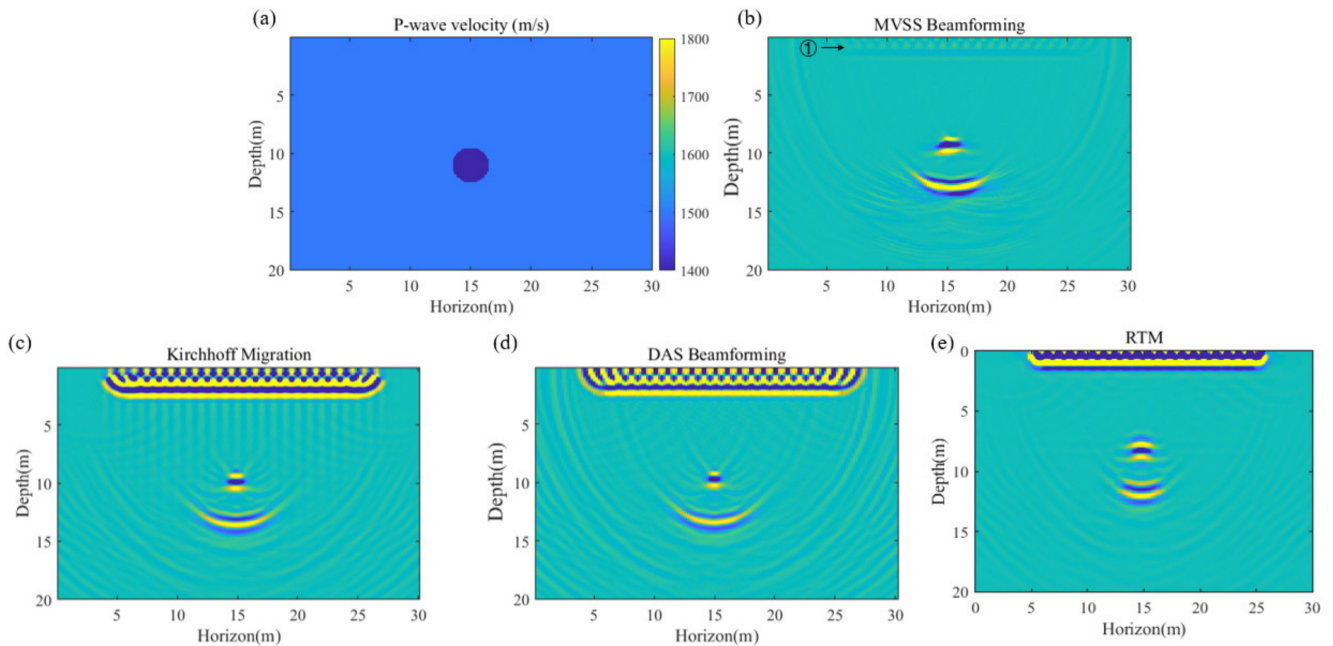 (a)
P-wave velocity (m/s)
1800
1700
1600
1500
1400
5
10
15
20
Depth(m)
5 10 15 20 25 30
Horizon(m)
(b)
MVSS Beamforming
①
5
10
15
20
Depth(m)
5 10 15 20 25 30
Horizon(m)
(c)
Kirchhoff Migration
5
10
15
20
Depth(m)
5 10 15 20 25 30
Horizon(m)
(d)
DAS Beamforming
5
10
15
20
Depth(m)
5 10 15 20 25 30
Horizon(m)
(e)
RTM
0
5
10
15
20
Depth(m)
0 5 10 15 20 25 30
Horizon(m)